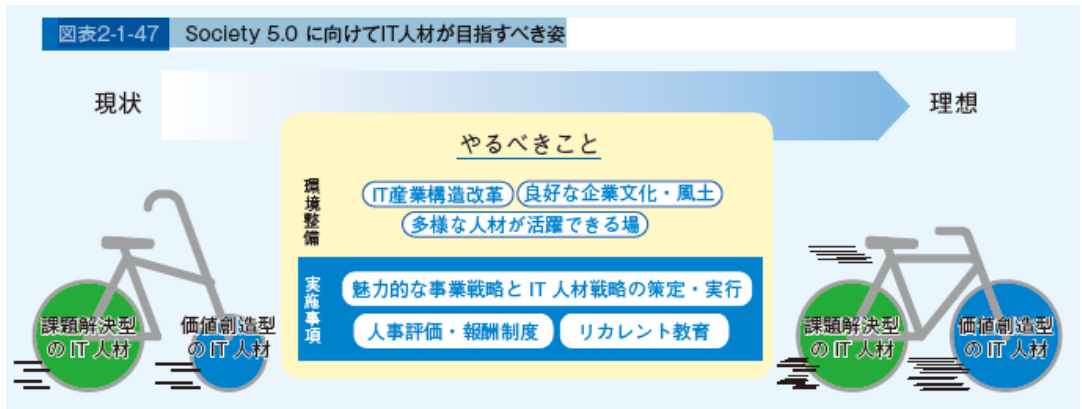 図表2-1-47 Society 5.0 に向けてIT人材が目指すべき姿
現状
理想
やるべきこと
環境整備
IT産業構造改革 良好な企業文化・風土
多様な人材が活躍できる場
実施事項
魅力的な事業戦略と IT 人材戦略の策定・実行
人事評価・報酬制度 リカレント教育
課題解決型
の IT 人材
価値創造型
の IT 人材
課題解決型
の IT 人材
価値創造型
の IT 人材